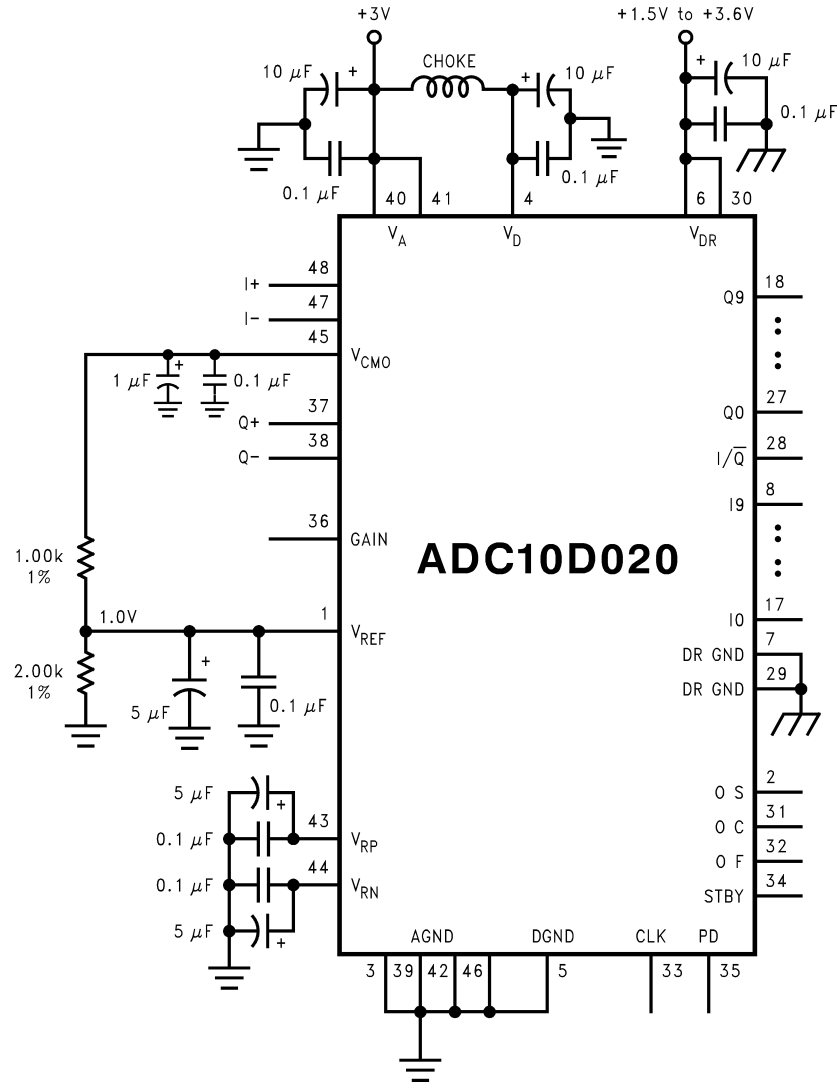 +3V
+1.5V to +3.6V
CHOKE
10 μF
+
+
10 μF
+
10 μF
0.1 μF
0.1 μF
0.1 μF
40
41
4
6
30
VA
VD
VDR
48
I+
18
Q9
47
I-
45
VCMO
1 μF
+
0.1 μF
37
Q+
27
Q0
38
Q-
28
I/Q̅
8
I9
36
GAIN
ADC10D020
1.00k
1%
17
I0
1.0V
1
VREF
7
DR GND
2.00k
1%
+
29
DR GND
5 μF
0.1 μF
5 μF
+
2
O S
43
0.1 μF
VRP
31
O C
44
0.1 μF
VRN
32
O F
5 μF
+
34
STBY
AGND
DGND
CLK
PD
3
39
42
46
5
33
35